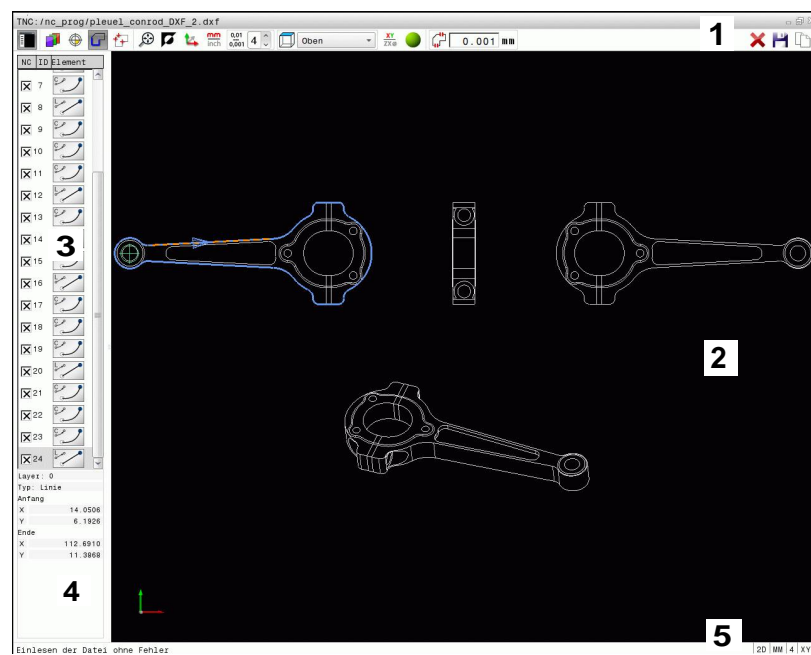 TNC:/nc_prog/pleuel_conrod_DXF_2.dxf
mm inch 0,01 0,001 4 Oben XY ZX⌀ 0.001 mm
1
NC ID Element
7 C
8 L
9 C
10 C
11 C
12 L
13 C
14
3
15
16 L
17 C
18 C
19 C
20 L
21 C
22 C
23 C
24 L
2
Layer: 0
Typ: Linie
Anfang
X 14.0506
Y 6.1926
Ende
X 112.6910
Y 11.3868
4
5
Einlesen der Datei ohne Fehler 2D MM 4 XY